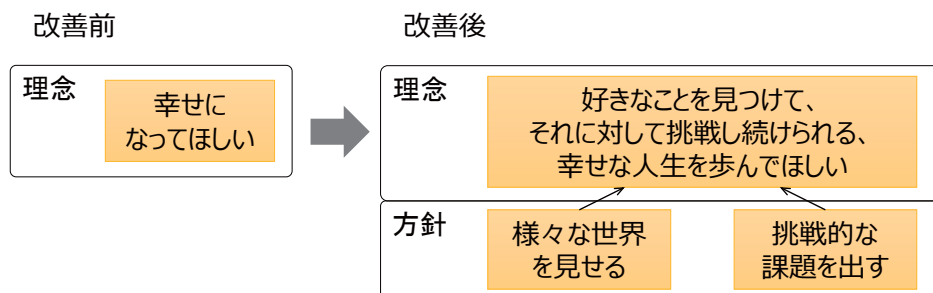 改善前
理念
幸せに
なってほしい
改善後
理念
好きなことを見つけて、
それに対して挑戦し続けられる、
幸せな人生を歩んでほしい
方針
様々な世界
を見せる
挑戦的な
課題を出す